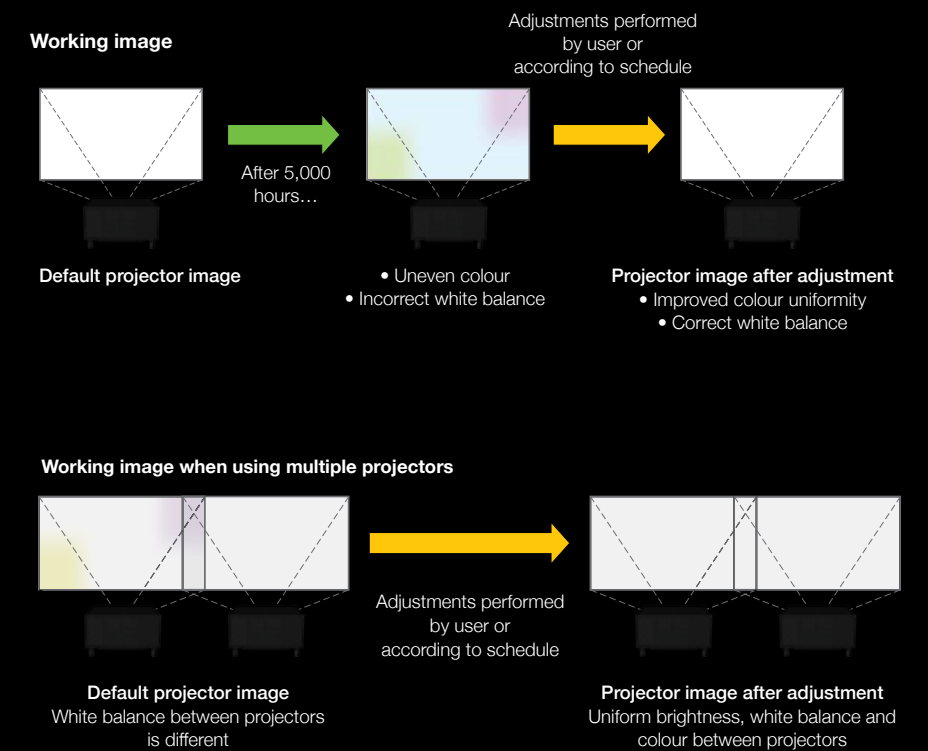 Working image
Adjustments performed
by user or
according to schedule
After 5,000
hours…
Default projector image
• Uneven colour
• Incorrect white balance
Projector image after adjustment
• Improved colour uniformity
• Correct white balance
Working image when using multiple projectors
Adjustments performed
by user or
according to schedule
Default projector image
White balance between projectors
is different
Projector image after adjustment
Uniform brightness, white balance and
colour between projectors